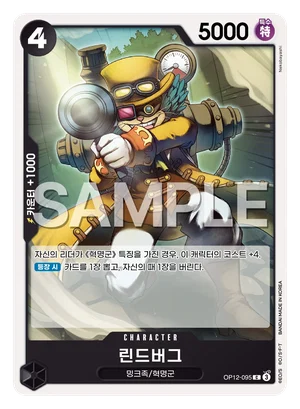 4
5000
특수
特
카운터 +1000
SAMPLE
자신의 리더가 《혁명군》 특징을 가진 경우, 이 캐릭터의 코스트 +4.
등장 시 카드를 1장 뽑고, 자신의 패 1장을 버린다.
CHARACTER
린드버그
밍크족/혁명군
OP12-095 C